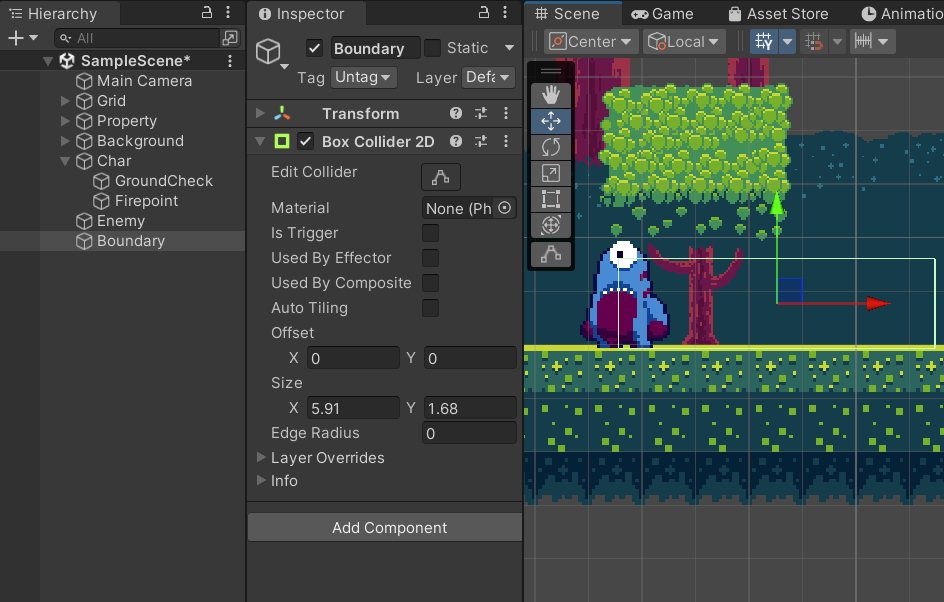 Hierarchy
All
SampleScene*
Main Camera
Grid
Property
Background
Char
GroundCheck
Firepoint
Enemy
Boundary
Inspector
Boundary
Static
Tag Untag Layer Defa
Transform
Box Collider 2D
Edit Collider
Material None (Ph
Is Trigger
Used By Effector
Used By Composite
Auto Tiling
Offset
X 0 Y 0
Size
X 5.91 Y 1.68
Edge Radius 0
Layer Overrides
Info
Add Component
Scene Game Asset Store Animatio
Center Local